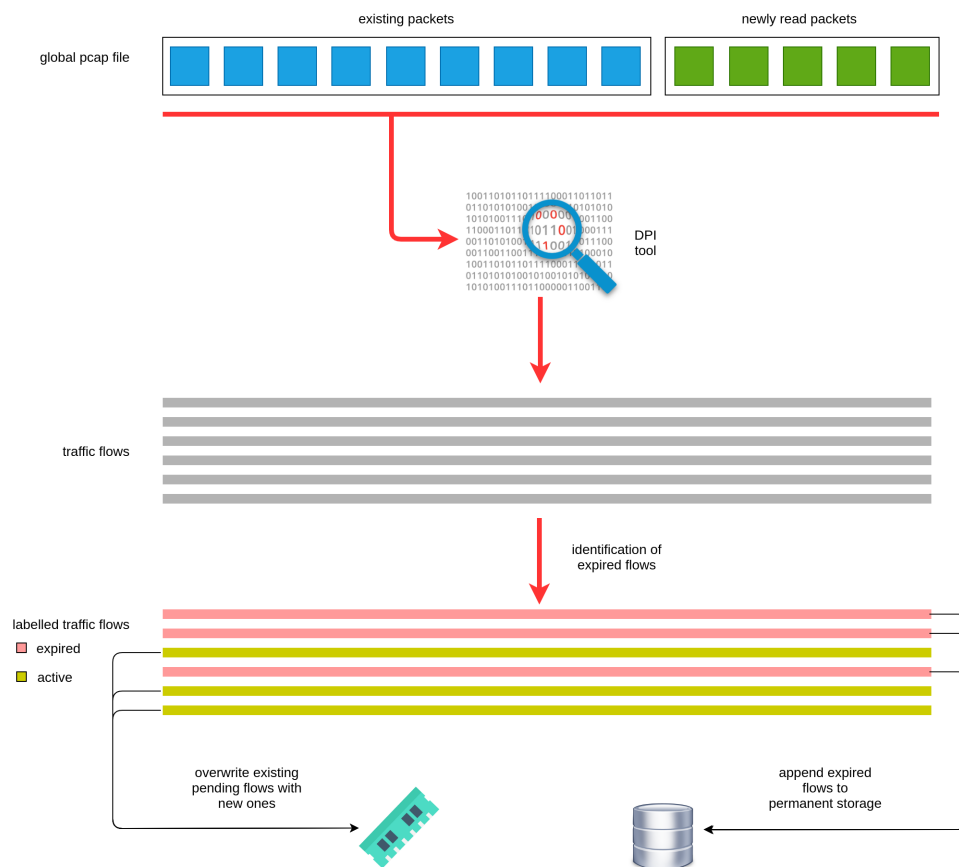 existing packets
newly read packets
global pcap file
1001101010110111100011011011
DPI
tool
traffic flows
identification of
expired flows
labelled traffic flows
expired
active
overwrite existing
pending flows with
new ones
append expired
flows to
permanent storage